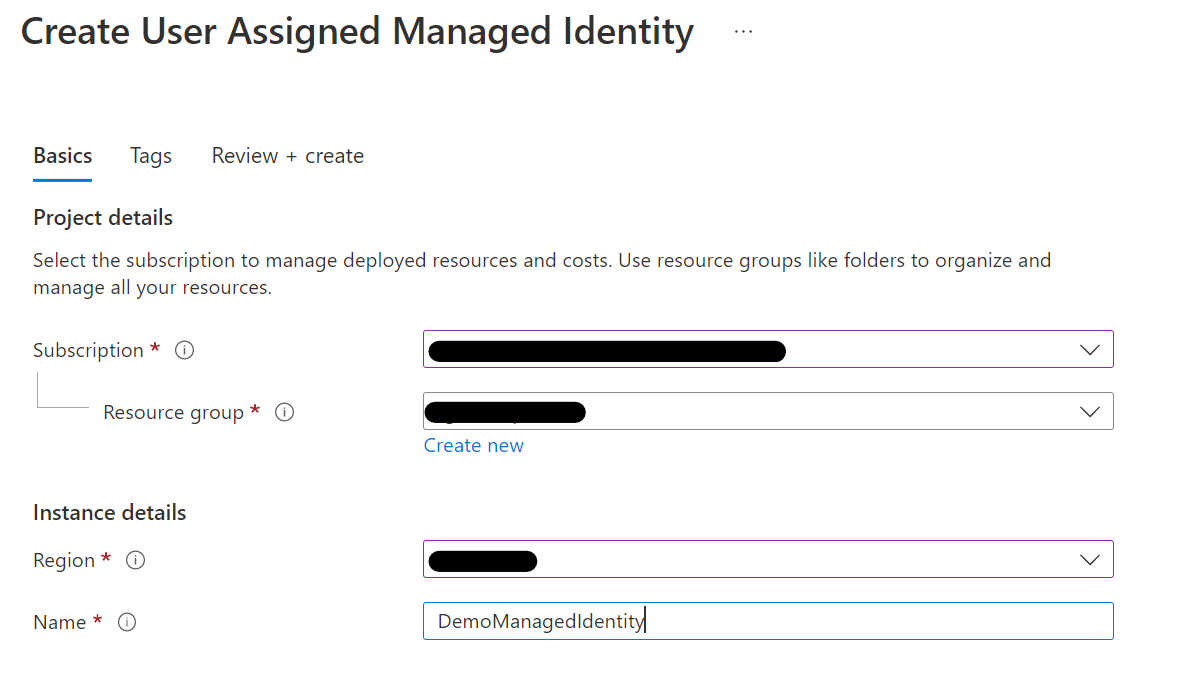 Create User Assigned Managed Identity ...
Basics Tags Review + create
Project details
Select the subscription to manage deployed resources and costs. Use resource groups like folders to organize and
manage all your resources.
Subscription *
Resource group *
Create new
Instance details
Region *
Name * DemoManagedIdentity